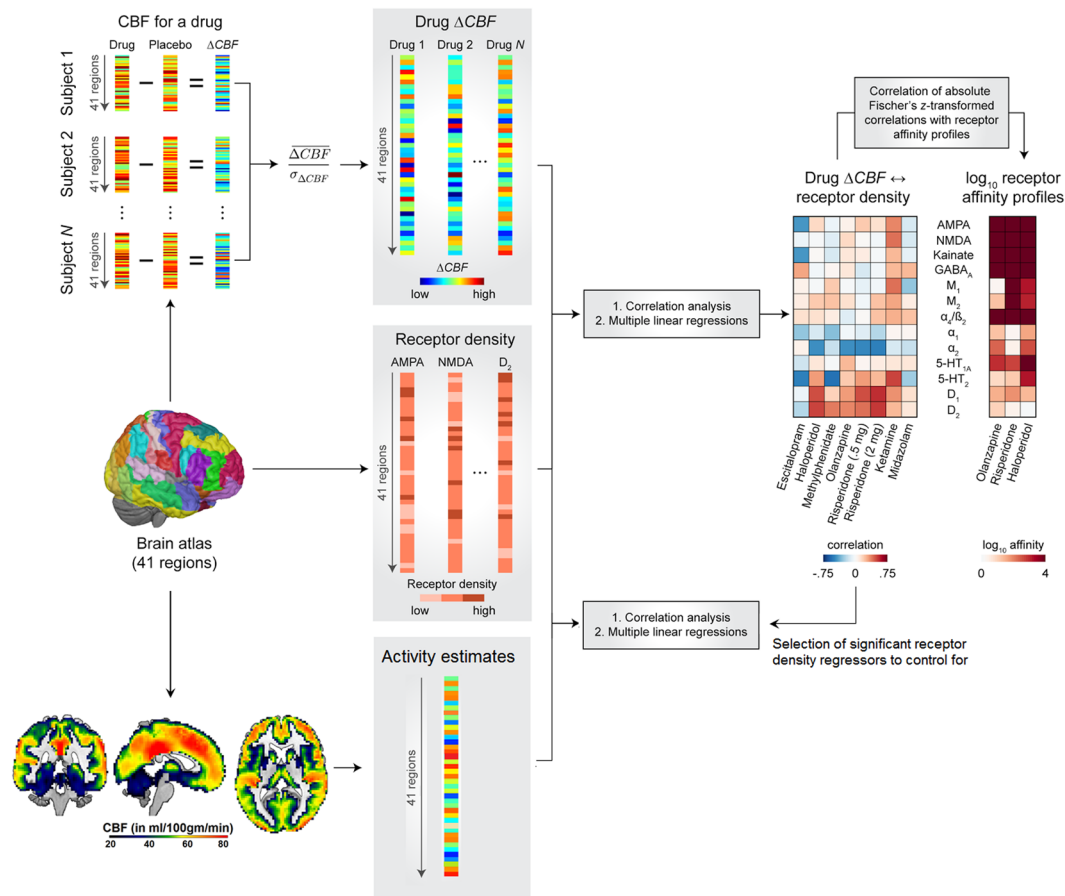 CBF for a drug
Drug
Placebo
ΔCBF
Subject 1
41 regions
Subject 2
41 regions
Subject N
41 regions
ΔCBF
σΔCBF
Drug ΔCBF
Drug 1
Drug 2
Drug N
41 regions
...
ΔCBF
low
high
Receptor density
AMPA
NMDA
D2
41 regions
...
Receptor density
low
high
Brain atlas
(41 regions)
CBF (in ml/100gm/min)
20 40 60 80
Activity estimates
41 regions
1. Correlation analysis
2. Multiple linear regressions
1. Correlation analysis
2. Multiple linear regressions
Correlation of absolute
Fischer's z-transformed
correlations with receptor
affinity profiles
Drug ΔCBF ↔
receptor density
log10 receptor
affinity profiles
AMPA
NMDA
Kainate
GABAA
M1
M2
α4/ß2
α1
α2
5-HT1A
5-HT2
D1
D2
Escitalopram
Haloperidol
Methylphenidate
Olanzapine
Risperidone (.5 mg)
Risperidone (2 mg)
Ketamine
Midazolam
Olanzapine
Risperidone
Haloperidol
correlation
-.75 0 .75
log10 affinity
0 4
Selection of significant receptor
density regressors to control for